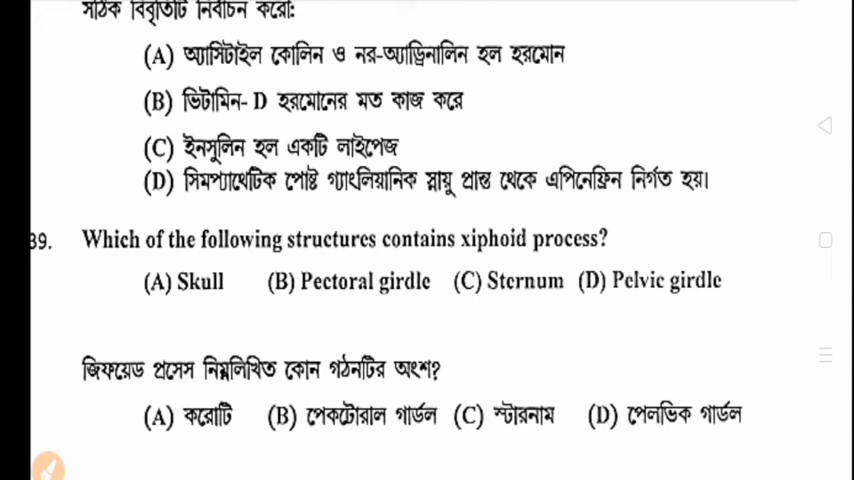 সঠিক বিবৃতিটি নির্বাচন করো:
(A) অ্যাসিটাইল কোলিন ও নর-অ্যাড্রিনালিন হল হরমোন
(B) ভিটামিন- D হরমোনের মত কাজ করে
(C) ইনসুলিন হল একটি লাইপেজ
(D) সিমপ্যাথেটিক পোষ্ট গ্যাংলিয়ানিক স্নায়ু প্রান্ত থেকে এপিনেফ্রিন নির্গত হয়।
39. Which of the following structures contains xiphoid process?
(A) Skull (B) Pectoral girdle (C) Sternum (D) Pelvic girdle
জিফয়েড প্রসেস নিম্নলিখিত কোন গঠনটির অংশ?
(A) করোটি (B) পেকটোরাল গার্ডল (C) স্টারনাম (D) পেলভিক গার্ডল